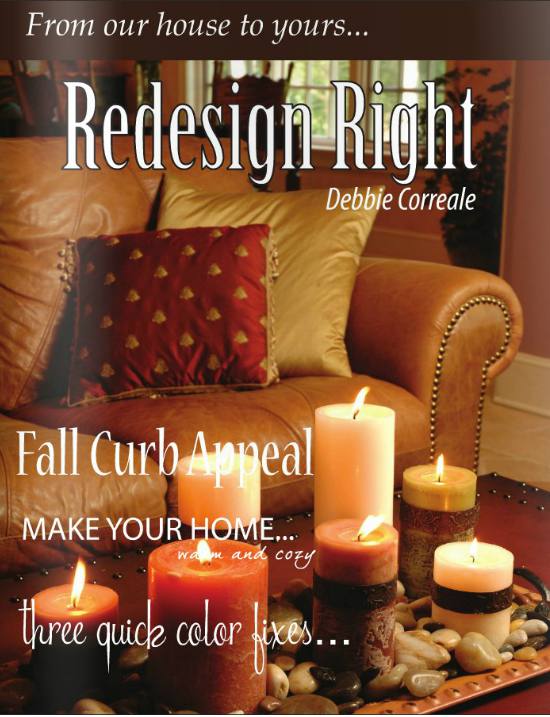 From our house to yours...
Redesign Right
Debbie Correale
Fall Curb Appeal
MAKE YOUR HOME...
warm and cozy
three quick color fixes...